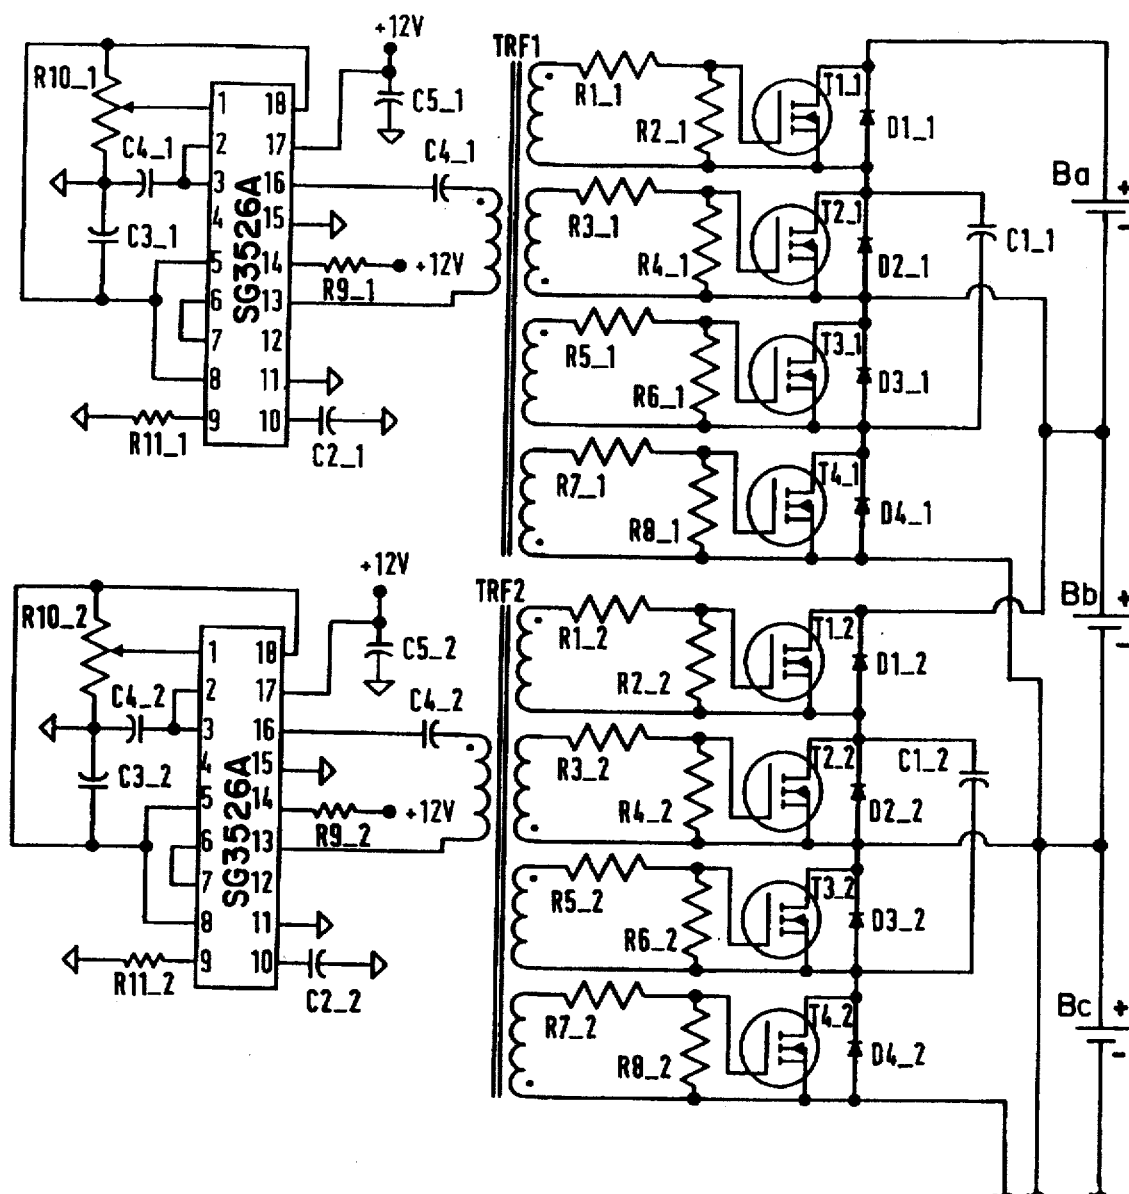 +12V
TRF1
R10_1
1
18
C5_1
R1_1
T1_1
2
17
R2_1
D1_1
C4_1
C4_1
3
16
Ba
+
-
SG3526A
4
15
R3_1
T2_1
C3_1
C1_1
5
14
+12V
R4_1
D2_1
R9_1
6
13
7
12
R5_1
T3_1
8
11
R6_1
D3_1
9
10
R11_1
C2_1
R7_1
T4_1
R8_1
D4_1
+12V
TRF2
Bb
+
-
R10_2
1
18
C5_2
R1_2
T1_2
2
17
R2_2
D1_2
C4_2
C4_2
3
16
SG3526A
4
15
R3_2
T2_2
C1_2
C3_2
5
14
+12V
R4_2
D2_2
R9_2
6
13
7
12
R5_2
T3_2
8
11
R6_2
D3_2
9
10
R11_2
C2_2
Bc
+
-
R7_2
T4_2
R8_2
D4_2